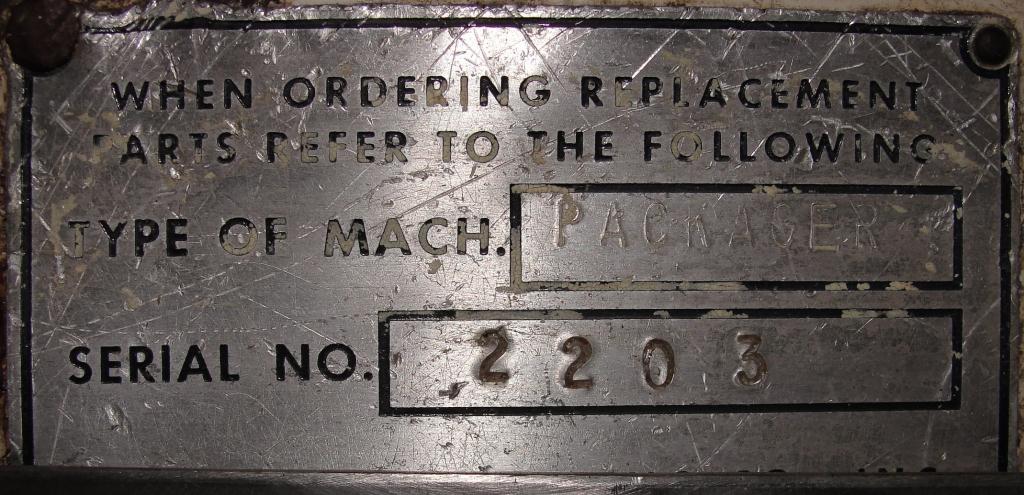 WHEN ORDERING REPLACEMENT
PARTS REFER TO THE FOLLOWING
TYPE OF MACH. PACKAGER
SERIAL NO. 2203